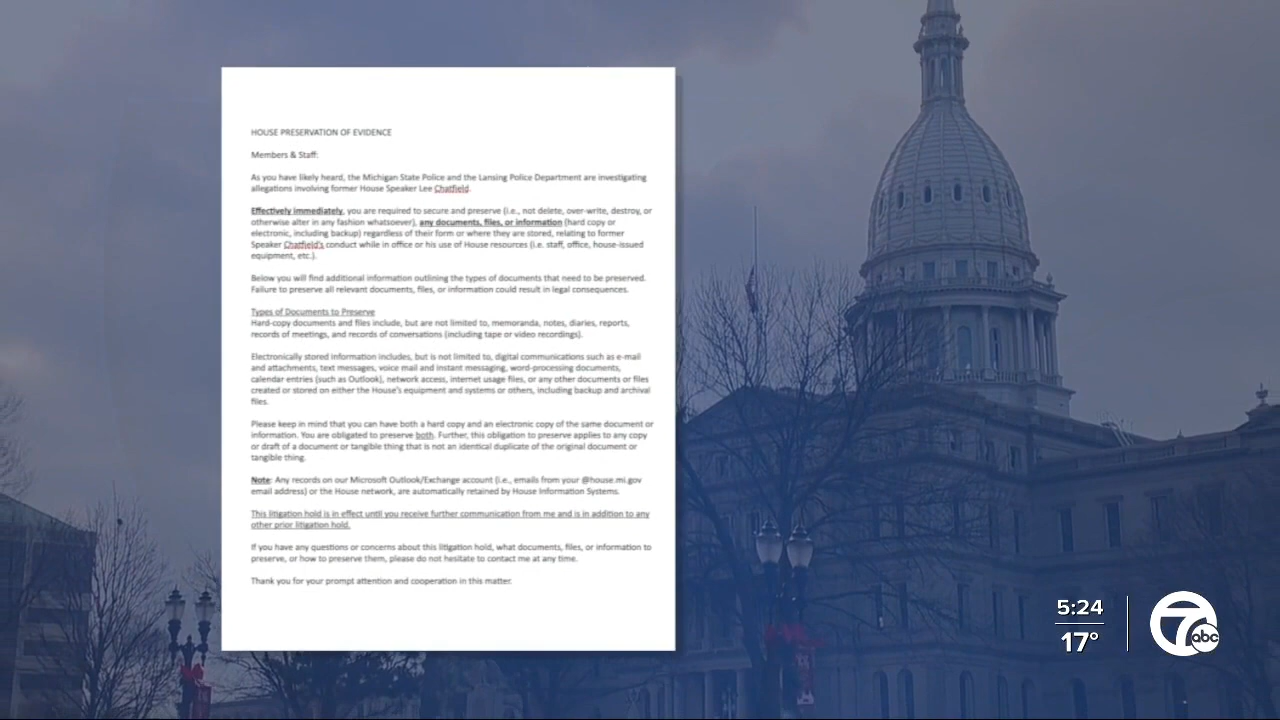 HOUSE PRESERVATION OF EVIDENCE
Members & Staff:
As you have likely heard, the Michigan State Police and the Lansing Police Department are investigating
allegations involving former House Speaker Lee Chatfield.
Effectively immediately, you are required to secure and preserve (i.e., not delete, over-write, destroy, or
otherwise alter in any fashion whatsoever), any documents, files, or information (hard copy or
electronic, including backup) regardless of their form or where they are stored, relating to former
Speaker Chatfield's conduct while in office or his use of House resources (i.e. staff, office, house-issued
equipment, etc.).
Below you will find additional information outlining the types of documents that need to be preserved.
Failure to preserve all relevant documents, files, or information could result in legal consequences.
Types of Documents to Preserve
Hard-copy documents and files include, but are not limited to, memoranda, notes, diaries, reports,
records of meetings, and records of conversations (including tape or video recordings).
Electronically stored information includes, but is not limited to, digital communications such as e-mail
and attachments, text messages, voice mail and instant messaging, word-processing documents,
calendar entries (such as Outlook), network access, internet usage files, or any other documents or files
created or stored on either the House's equipment and systems or others, including backup and archival
files.
Please keep in mind that you can have both a hard copy and an electronic copy of the same document or
information. You are obligated to preserve both. Further, this obligation to preserve applies to any copy
or draft of a document or tangible thing that is not an identical duplicate of the original document or
tangible thing.
Note: Any records on our Microsoft Outlook/Exchange account (i.e., emails from your @house.mi.gov
email address) or the House network, are automatically retained by House Information Systems.
This litigation hold is in effect until you receive further communication from me and is in addition to any
other prior litigation hold.
If you have any questions or concerns about this litigation hold, what documents, files, or information to
preserve, or how to preserve them, please do not hesitate to contact me at any time.
Thank you for your prompt attention and cooperation in this matter.
5:24
17°
7 abc